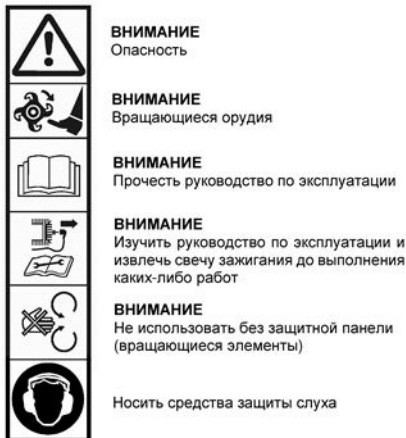 ВНИМАНИЕ
Опасность
ВНИМАНИЕ
Вращающиеся орудия
ВНИМАНИЕ
Прочесть руководство по эксплуатации
ВНИМАНИЕ
Изучить руководство по эксплуатации и
извлечь свечу зажигания до выполнения
каких-либо работ
ВНИМАНИЕ
Не использовать без защитной панели
(вращающиеся элементы)
Носить средства защиты слуха